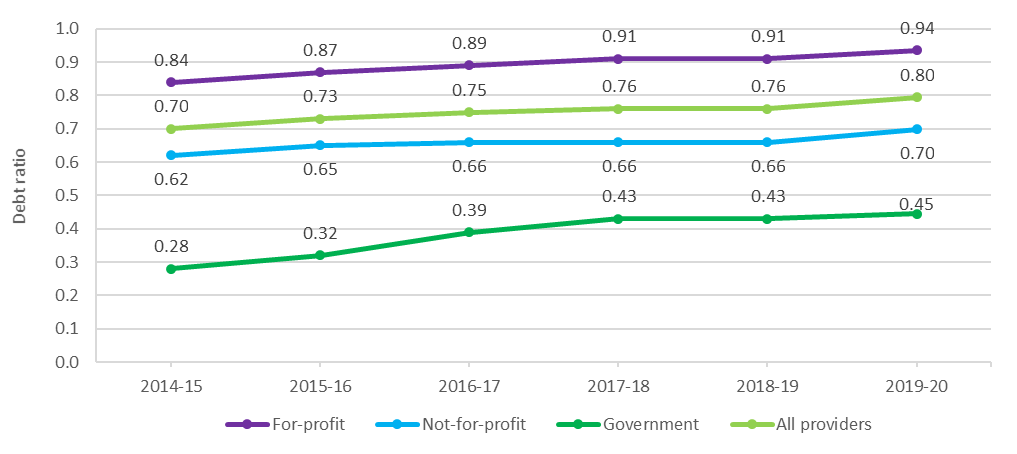 1.0
0.9
0.8
0.7
0.6
0.5
0.4
0.3
0.2
0.1
0.0
Debt ratio
0.84 0.87 0.89 0.91 0.91 0.94
0.70 0.73 0.75 0.76 0.76 0.80
0.62 0.65 0.66 0.66 0.66 0.70
0.28 0.32 0.39 0.43 0.43 0.45
2014-15 2015-16 2016-17 2017-18 2018-19 2019-20
For-profit Not-for-profit Government All providers